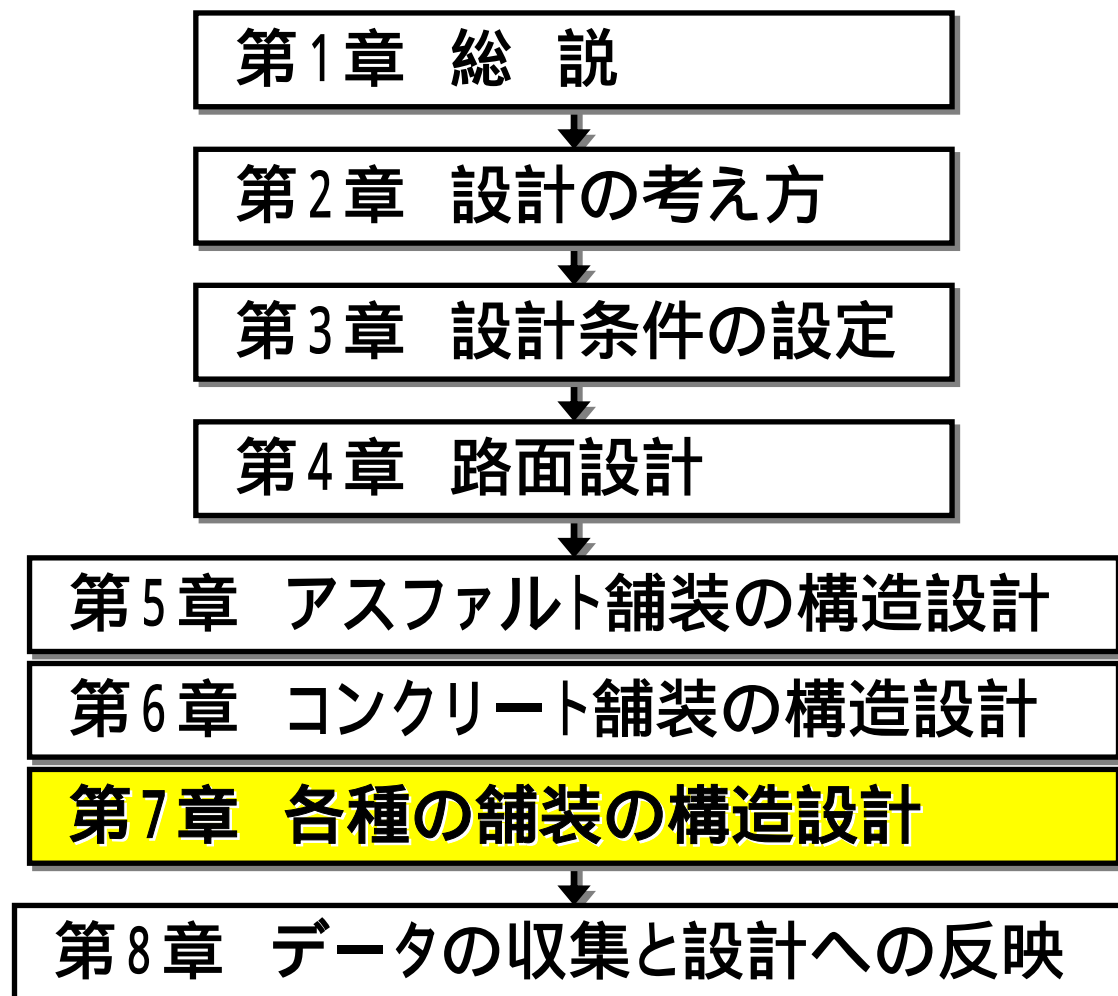 第1章 総 説
第2章 設計の考え方
第3章 設計条件の設定
第4章 路面設計
第5章 アスファルト舗装の構造設計
第6章 コンクリート舗装の構造設計
第7章 各種の舗装の構造設計
第8章 データの収集と設計への反映